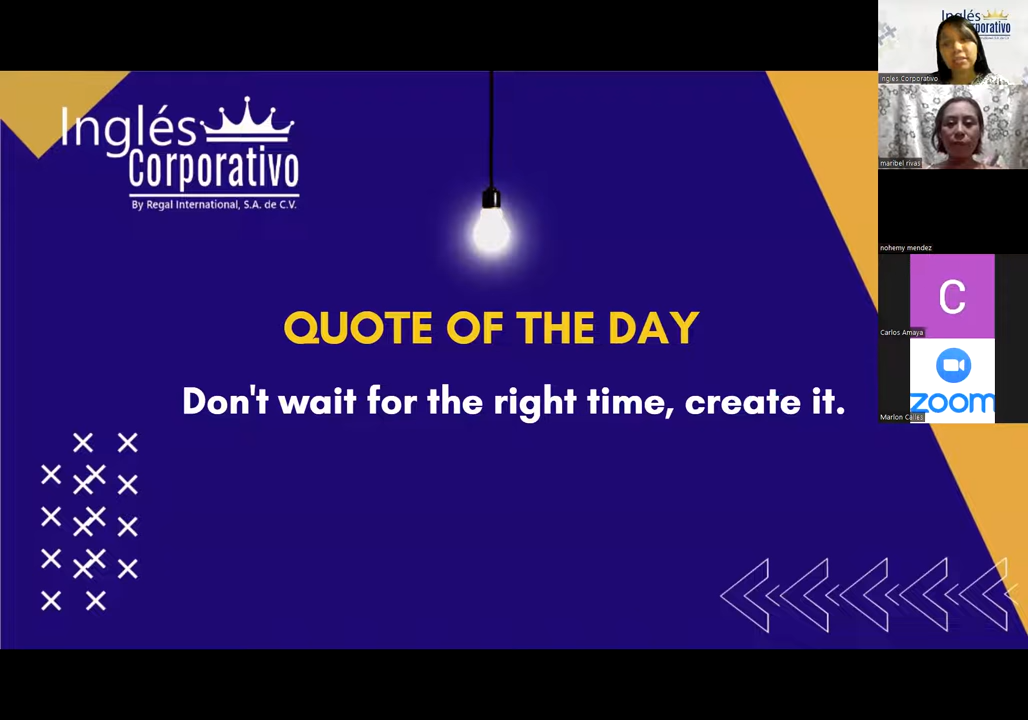 Inglés
Corporativo
By Regal International, S.A. de C.V.
QUOTE OF THE DAY
Don't wait for the right time, create it.
Inglés
Corporativo
Ingles Corporativo
maribel rivas
nohemy mendez
C
Carlos Amaya
zoom
Marlon Calles